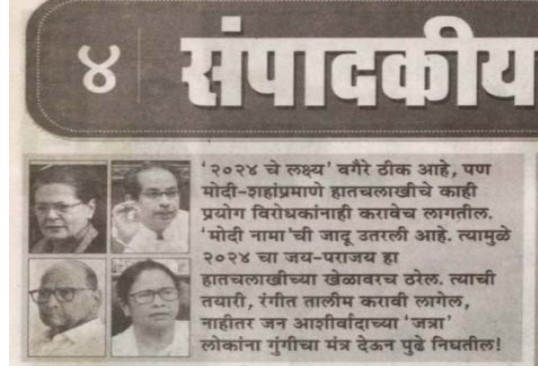 ४
संपादकीय
'२०२४ चे लक्ष्य' वगैरे ठीक आहे, पण
मोदी-शहांप्रमाणे हातचलाखीचे काही
प्रयोग विरोधकांनाही करावेच लागतील.
'मोदी नामा'ची जादू उतरली आहे. त्यामुळे
२०२४ चा जय-पराजय हा
हातचलाखीच्या खेळावरच ठरेल. त्याची
तयारी, रंगीत तालीम करावी लागेल,
नाहीतर जन आशीर्वादाच्या 'जत्रा'
लोकांना गुंगीचा मंत्र देऊन पुढे निघतील!